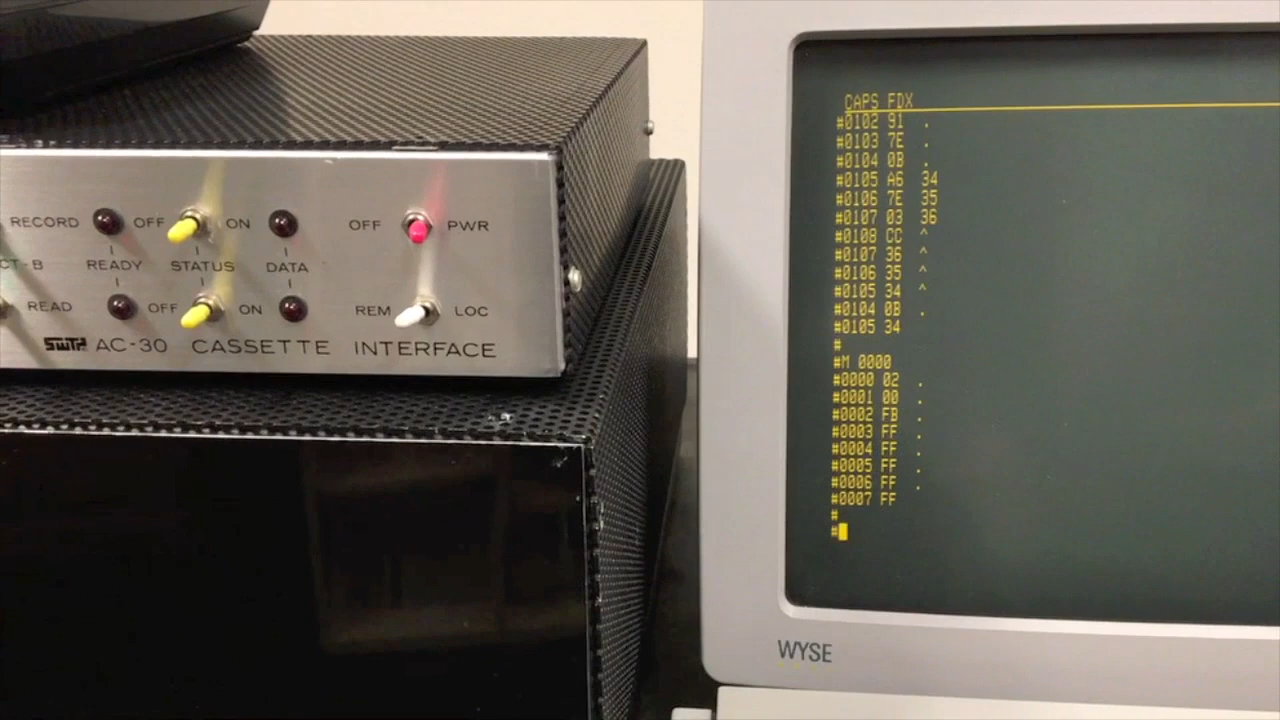 RECORD OFF ON OFF PWR
CT-B READY STATUS DATA
READ OFF ON REM LOC
SWTP AC-30 CASSETTE INTERFACE
CAPS FDX
#0102 91 .
#0103 7E .
#0104 0B .
#0105 A6 34
#0106 7E 35
#0107 03 36
#0108 CC ^
#0107 36 ^
#0106 35 ^
#0105 34 ^
#0104 0B .
#0105 34
#
#M 0000
#0000 02 .
#0001 00 .
#0002 FB .
#0003 FF .
#0004 FF .
#0005 FF .
#0006 FF .
#0007 FF
#
#
WYSE